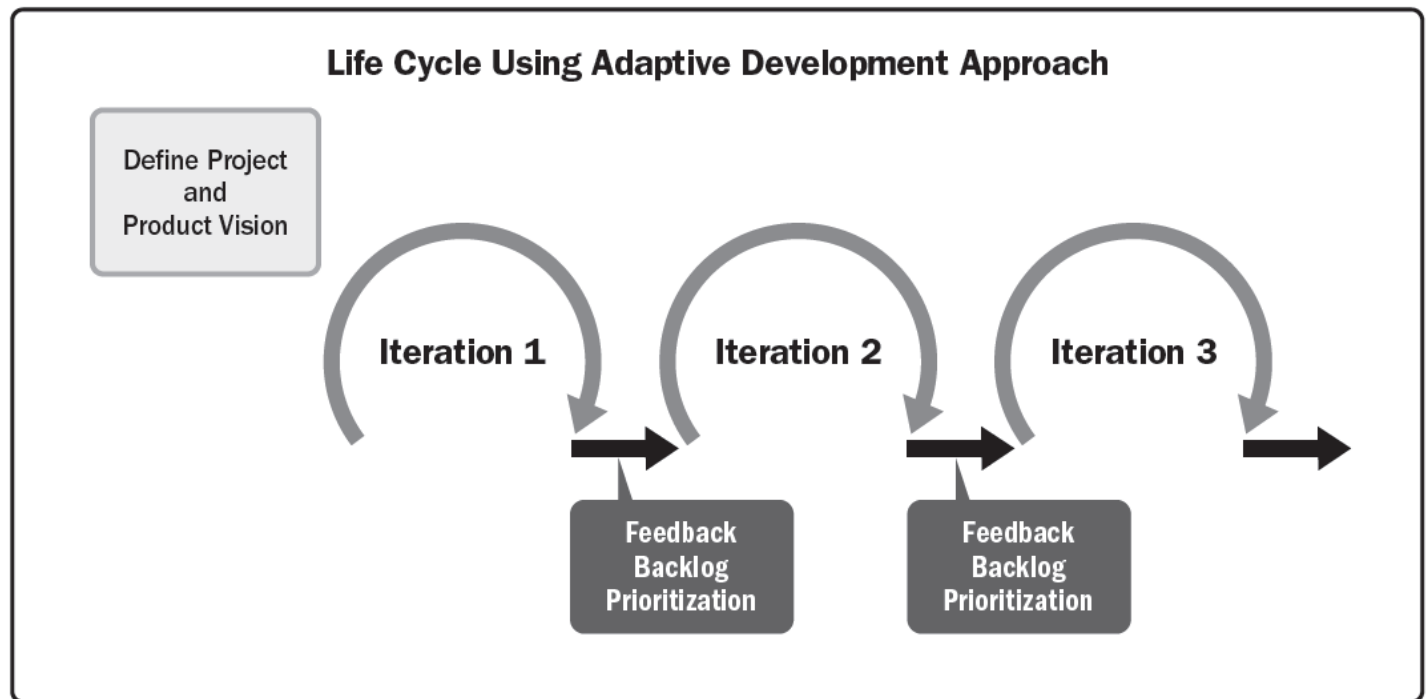 Life Cycle Using Adaptive Development Approach
Define Project
and
Product Vision
Iteration 1
Iteration 2
Iteration 3
Feedback
Backlog
Prioritization
Feedback
Backlog
Prioritization